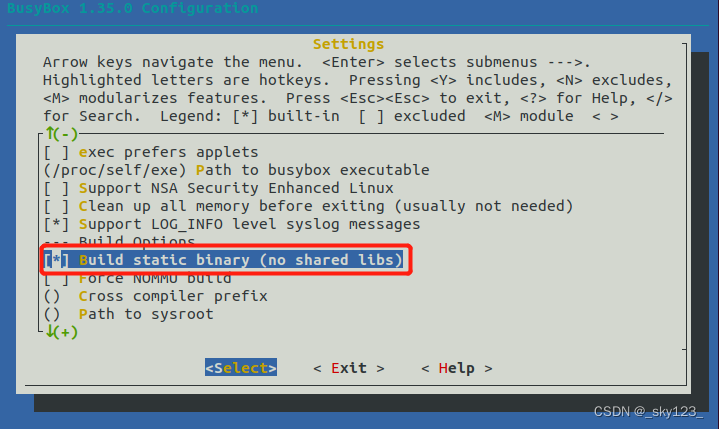 BusyBox 1.35.0 Configuration
Settings
Arrow keys navigate the menu. <Enter> selects submenus --->.
Highlighted letters are hotkeys. Pressing <Y> includes, <N> excludes,
<M> modularizes features. Press <Esc><Esc> to exit, <?> for Help, </>
for Search. Legend: [*] built-in [ ] excluded <M> module < >
↑(-)
[ ] exec prefers applets
(/proc/self/exe) Path to busybox executable
[ ] Support NSA Security Enhanced Linux
[ ] Clean up all memory before exiting (usually not needed)
[*] Support LOG_INFO level syslog messages
--- Build Options
[*] Build static binary (no shared libs)
[ ] Force NOMMU build
() Cross compiler prefix
() Path to sysroot
↓(+)
<Select> < Exit > < Help >
CSDN @_sky123_